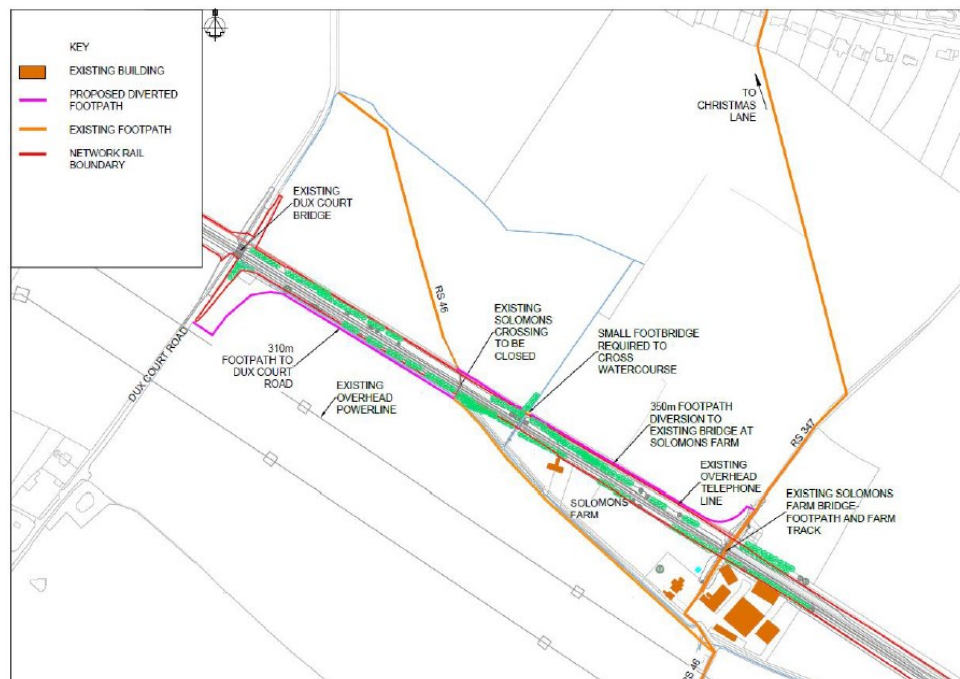 KEY
EXISTING BUILDING
PROPOSED DIVERTED
FOOTPATH
EXISTING FOOTPATH
NETWORK RAIL
BOUNDARY
TO
CHRISTMAS
LANE
EXISTING
DUX COURT
BRIDGE
RS 46
EXISTING
SOLOMONS
CROSSING
TO BE
CLOSED
SMALL FOOTBRIDGE
REQUIRED TO
CROSS
WATERCOURSE
DUX COURT ROAD
310m
FOOTPATH TO
DUX COURT
ROAD
EXISTING
OVERHEAD
POWERLINE
350m FOOTPATH
DIVERSION TO
EXISTING BRIDGE AT
SOLOMONS FARM
RS 347
EXISTING
OVERHEAD
TELEPHONE
LINE
SOLOMONS
FARM
EXISTING SOLOMONS
FARM BRIDGE-
FOOTPATH AND FARM
TRACK
RS 46